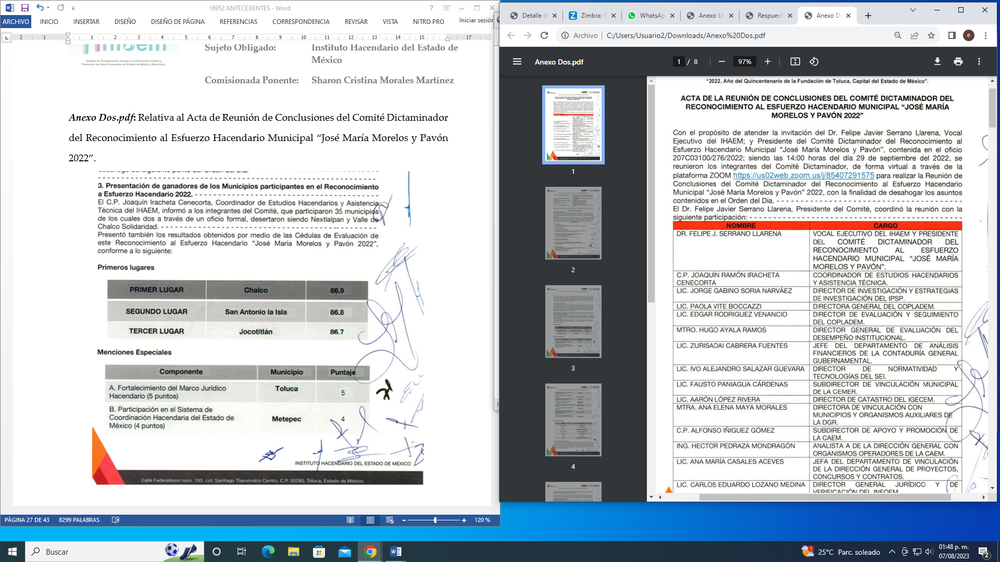 16952 ANTECEDENTES - Word
ARCHIVO INICIO INSERTAR DISEÑO DISEÑO DE PÁGINA REFERENCIAS CORRESPONDENCIA REVISAR VISTA NITRO PRO Iniciar sesión
infoem
Instituto de Transparencia, Acceso a la Información Pública y
Protección de Datos Personales del Estado de México y Municipios
Sujeto Obligado: Instituto Hacendario del Estado de
México
Comisionada Ponente: Sharon Cristina Morales Martínez
Anexo Dos.pdf: Relativa al Acta de Reunión de Conclusiones del Comité Dictaminador
del Reconocimiento al Esfuerzo Hacendario Municipal “José María Morelos y Pavón
2022”.
3. Presentación de ganadores de los Municipios participantes en el Reconocimiento
a Esfuerzo Hacendario 2022.
El C.P. Joaquín Iracheta Cenecorta, Coordinador de Estudios Hacendarios y Asistencia
Técnica del IHAEM, informó a los integrantes del Comité, que participaron 35 municipios
de los cuales dos a través de un oficio formal, desertaron siendo Nextlalpan y Valle de
Chalco Solidaridad.
Presentó también los resultados obtenidos por medio de las Cédulas de Evaluación de
este Reconocimiento al Esfuerzo Hacendario “José María Morelos y Pavón 2022”,
conforme a lo siguiente:
Primeros lugares
PRIMER LUGAR Chalco 86.9
SEGUNDO LUGAR San Antonio la Isla 86.8
TERCER LUGAR Jocotitlán 86.7
Menciones Especiales
Componente Municipio Puntaje
A. Fortalecimiento del Marco Jurídico
Hacendario (5 puntos) Toluca 5
B. Participación en el Sistema de
Coordinación Hacendaria del Estado de
México (4 puntos) Metepec 4
INSTITUTO HACENDARIO DEL ESTADO DE MÉXICO
Calle Federalismo núm. 103, col. Santiago Tlaxomulco Centro, C.P. 50280, Toluca, Estado de México.
PÁGINA 27 DE 43 8299 PALABRAS 120 %
Detalle d Zimbra: R WhatsAp Anexo Un Respuest Anexo D
Archivo C:/Users/Usuario2/Downloads/Anexo%20Dos.pdf e
Anexo Dos.pdf 1 / 8 97%
1
2
3
4
“2022. Año del Quincentenario de la Fundación de Toluca, Capital del Estado de México”.
ACTA DE LA REUNIÓN DE CONCLUSIONES DEL COMITÉ DICTAMINADOR DEL
RECONOCIMIENTO AL ESFUERZO HACENDARIO MUNICIPAL “JOSÉ MARÍA
MORELOS Y PAVÓN 2022”
Con el propósito de atender la invitación del Dr. Felipe Javier Serrano Llarena, Vocal
Ejecutivo del IHAEM; y Presidente del Comité Dictaminador del Reconocimiento al
Esfuerzo Hacendario Municipal “José María Morelos y Pavón”, contenida en el oficio
207C03100/276/2022; siendo las 14:00 horas del día 29 de septiembre del 2022, se
reunieron los integrantes del Comité Dictaminador, de forma virtual a través de la
plataforma ZOOM https://us02web.zoom.us/j/85407291575 para realizar la Reunión de
Conclusiones del Comité Dictaminador del Reconocimiento al Esfuerzo Hacendario
Municipal “José María Morelos y Pavón” 2022, con la finalidad de desahogar los asuntos
contenidos en el Orden del Día.
El Dr. Felipe Javier Serrano Llarena, Presidente del Comité, coordinó la reunión con la
siguiente participación:
NOMBRE CARGO
DR. FELIPE J. SERRANO LLARENA VOCAL EJECUTIVO DEL IHAEM Y PRESIDENTE
DEL COMITÉ DICTAMINADOR DEL
RECONOCIMIENTO AL ESFUERZO
HACENDARIO MUNICIPAL “JOSÉ MARÍA
MORELOS Y PAVÓN”.
C.P. JOAQUÍN RAMÓN IRACHETA COORDINADOR DE ESTUDIOS HACENDARIOS
CENECORTA Y ASISTENCIA TÉCNICA.
LIC. JORGE GABINO SORIA NARVÁEZ DIRECTOR DE INVESTIGACIÓN Y ESTRATEGIAS
DE INVESTIGACIÓN DEL IPSP.
LIC. PAOLA VITE BOCCAZZI DIRECTORA GENERAL DEL COPLADEM.
LIC. EDGAR RODRIGUEZ VENANCIO DIRECTOR DE EVALUACIÓN Y SEGUIMIENTO
DEL COPLADEM.
MTRO. HUGO AYALA RAMOS DIRECTOR GENERAL DE EVALUACIÓN DEL
DESEMPEÑO INSTITUCIONAL.
LIC. ZURISADAI CABRERA FUENTES JEFE DEL DEPARTAMENTO DE ANÁLISIS
FINANCIEROS DE LA CONTADURÍA GENERAL
GUBERNAMENTAL.
LIC. IVO ALEJANDRO SALAZAR GUEVARA DIRECTOR DE NORMATIVIDAD Y
TECNOLOGÍAS DEL SEI.
LIC. FAUSTO PANIAGUA CÁRDENAS SUBDIRECTOR DE VINCULACIÓN MUNICIPAL
DE LA CEMER.
LIC. AARÓN LÓPEZ RIVERA DIRECTOR DE CATASTRO DEL IGECEM.
MTRA. ANA ELENA MAYA MORALES DIRECTORA DE VINCULACIÓN CON
MUNICIPIOS Y ORGANISMOS AUXILIARES DE
LA DGR.
C.P. ALFONSO IÑIGUEZ GÓMEZ SUBDIRECTOR DE APOYO Y PROMOCIÓN DE
LA CAEM.
ING. HECTOR PEDRAZA MONDRAGÓN ANALISTA A DE LA DIRECCIÓN GENERAL CON
ORGANISMOS OPERADORES DE LA CAEM.
LIC. ANA MARÍA CASALES ACEVES JEFA DEL DEPARTAMENTO DE VINCULACIÓN
DE LA DIRECCIÓN GENERAL DE PROYECTOS,
CONCURSOS Y CONTRATOS.
LIC. CARLOS EDUARDO LOZANO MEDINA DIRECTOR GENERAL JURÍDICO Y DE
VERIFICACIÓN DEL INFOEM
Buscar
25°C Parc. soleado
01:48 p. m.
07/08/2023
2